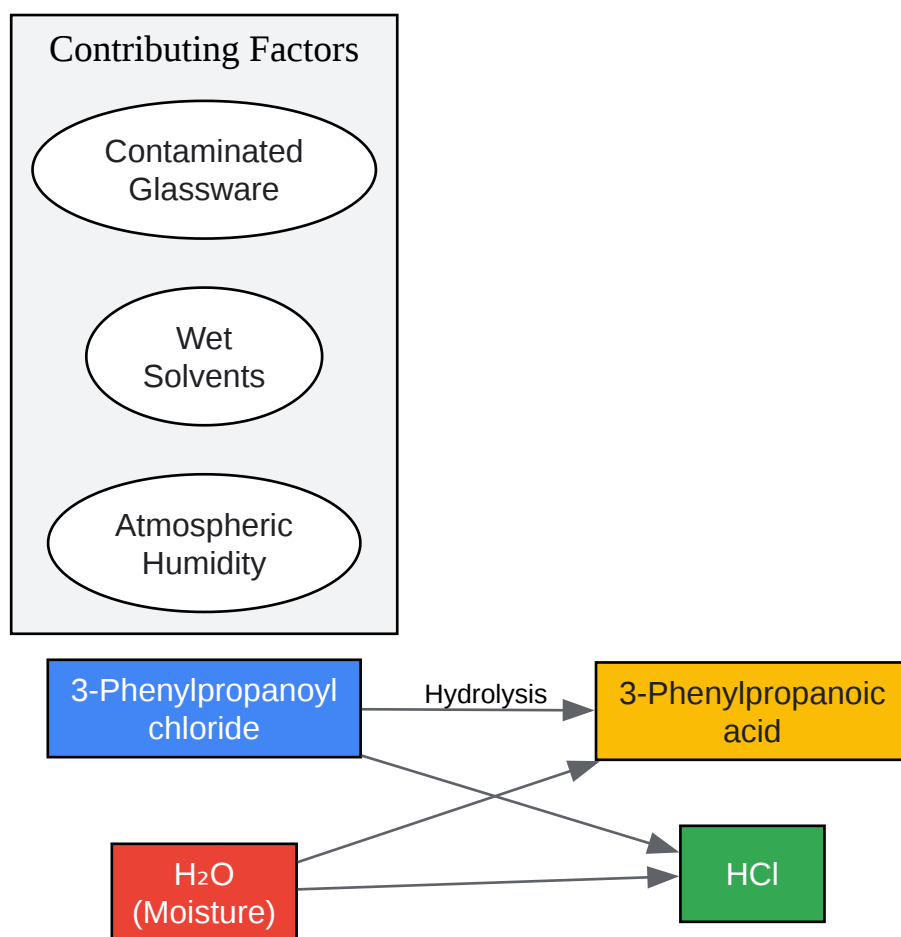 Contributing Factors
Contaminated
Glassware
Wet
Solvents
Atmospheric
Humidity
3-Phenylpropanoyl
chloride
Hydrolysis
3-Phenylpropanoic
acid
H₂O
(Moisture)
HCl